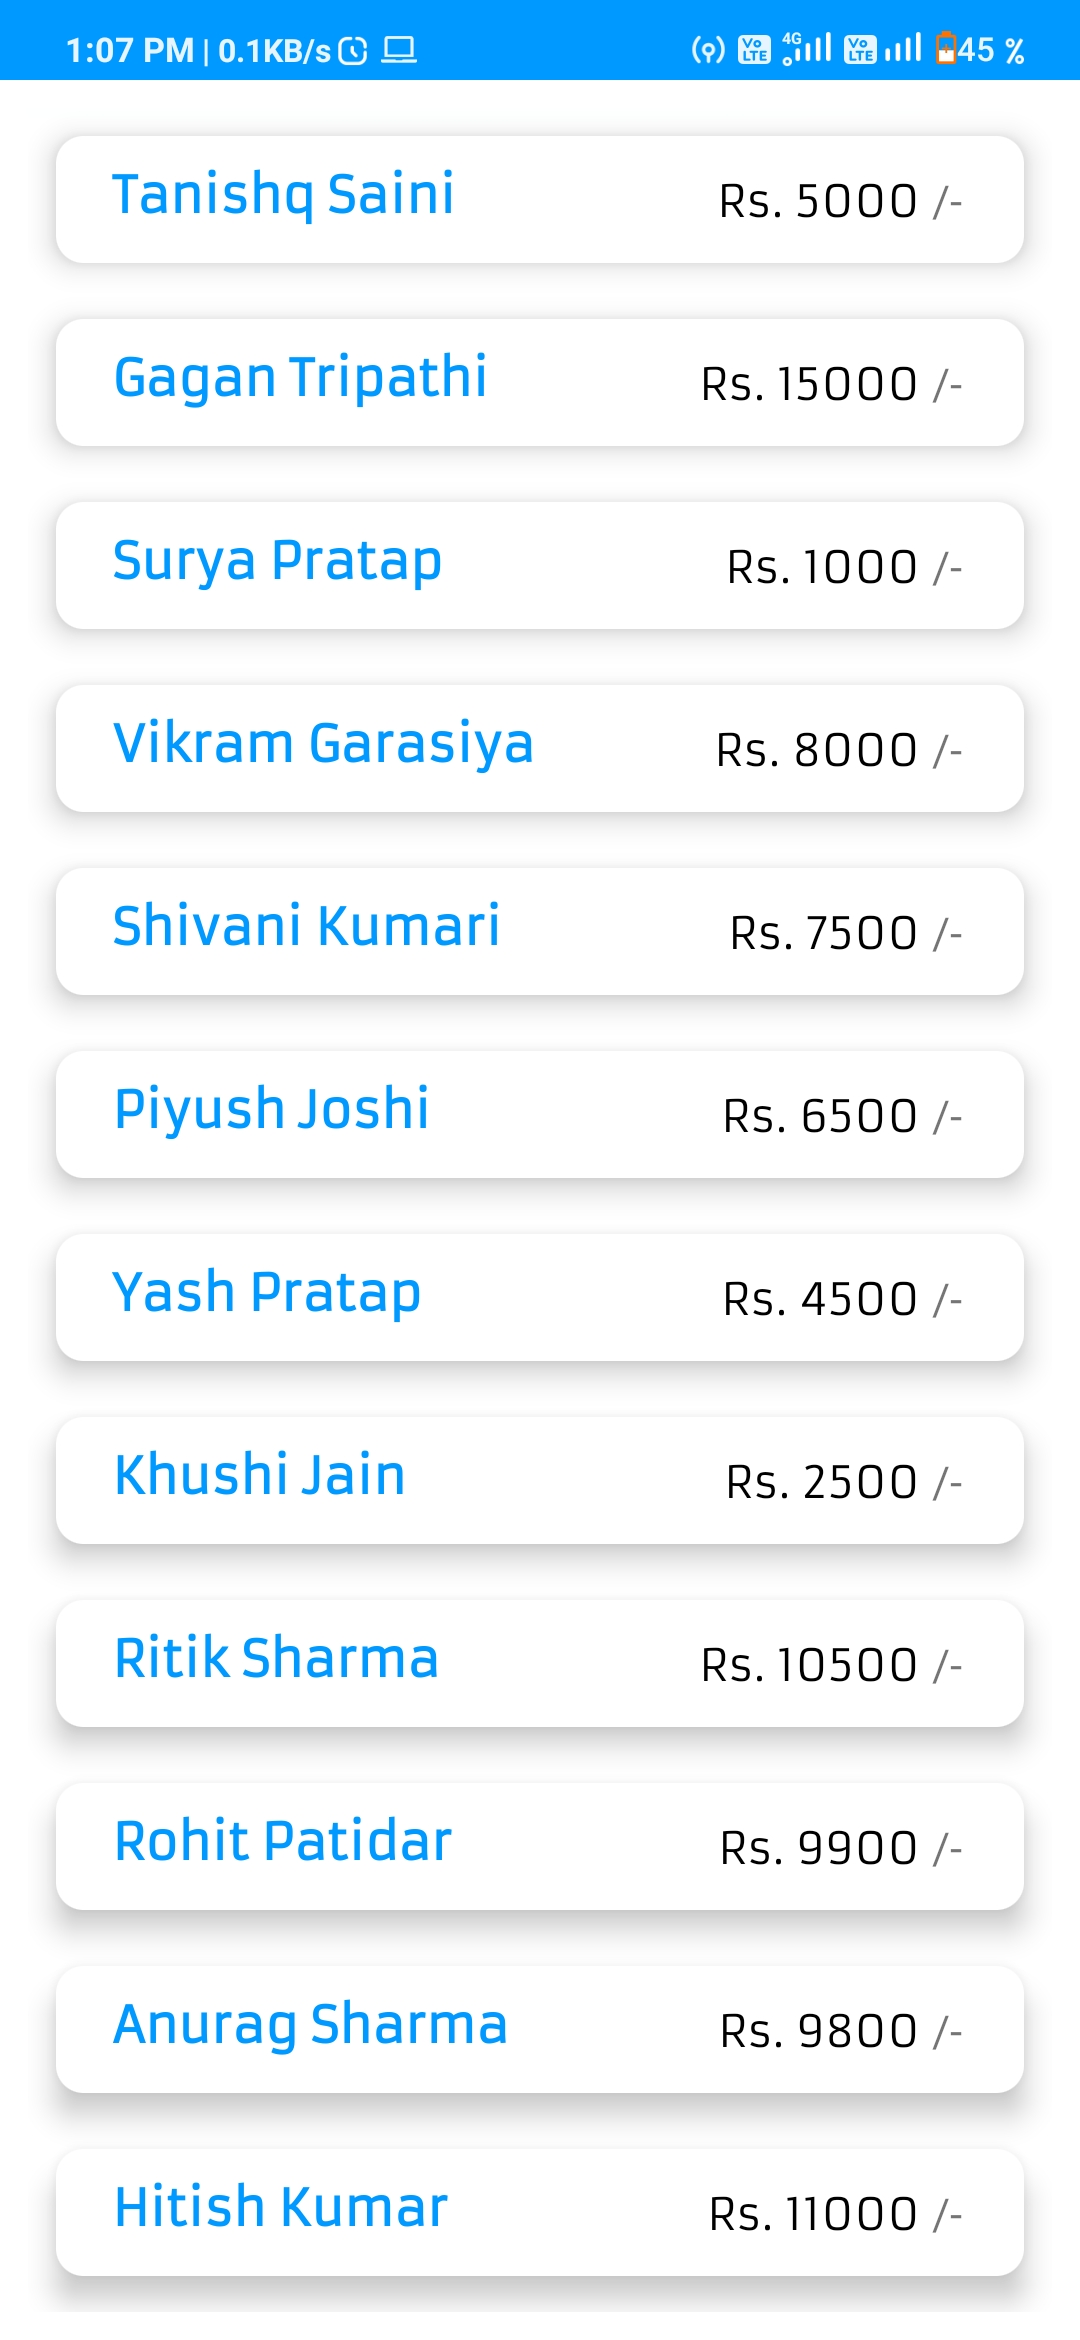 1:07 PM | 0.1KB/s Vo LTE 4G Vo LTE 45 %
Tanishq Saini Rs. 5000 /-
Gagan Tripathi Rs. 15000 /-
Surya Pratap Rs. 1000 /-
Vikram Garasiya Rs. 8000 /-
Shivani Kumari Rs. 7500 /-
Piyush Joshi Rs. 6500 /-
Yash Pratap Rs. 4500 /-
Khushi Jain Rs. 2500 /-
Ritik Sharma Rs. 10500 /-
Rohit Patidar Rs. 9900 /-
Anurag Sharma Rs. 9800 /-
Hitish Kumar Rs. 11000 /-